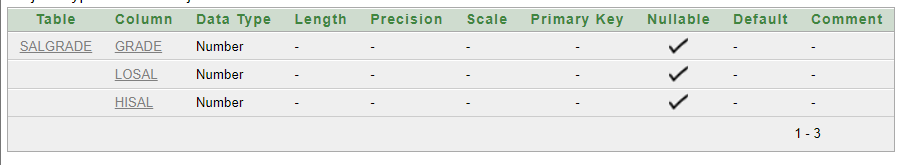 Table Column Data Type Length Precision Scale Primary Key Nullable Default Comment
SALGRADE GRADE Number - - - - ✓ - -
LOSAL Number - - - - ✓ - -
HISAL Number - - - - ✓ - -
1 - 3